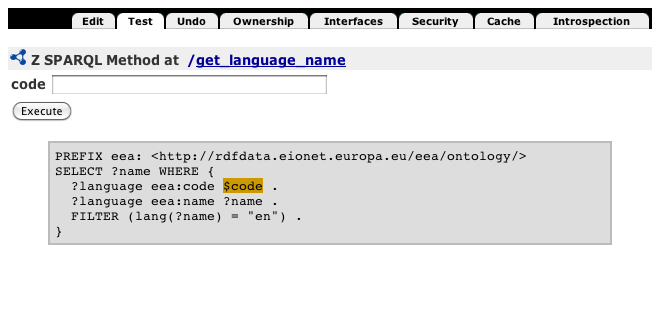 Edit Test Undo Ownership Interfaces Security Cache Introspection
Z SPARQL Method at /get_language_name
code
Execute
PREFIX eea: <http://rdfdata.eionet.europa.eu/eea/ontology/>
SELECT ?name WHERE {
?language eea:code $code .
?language eea:name ?name .
FILTER (lang(?name) = "en") .
}